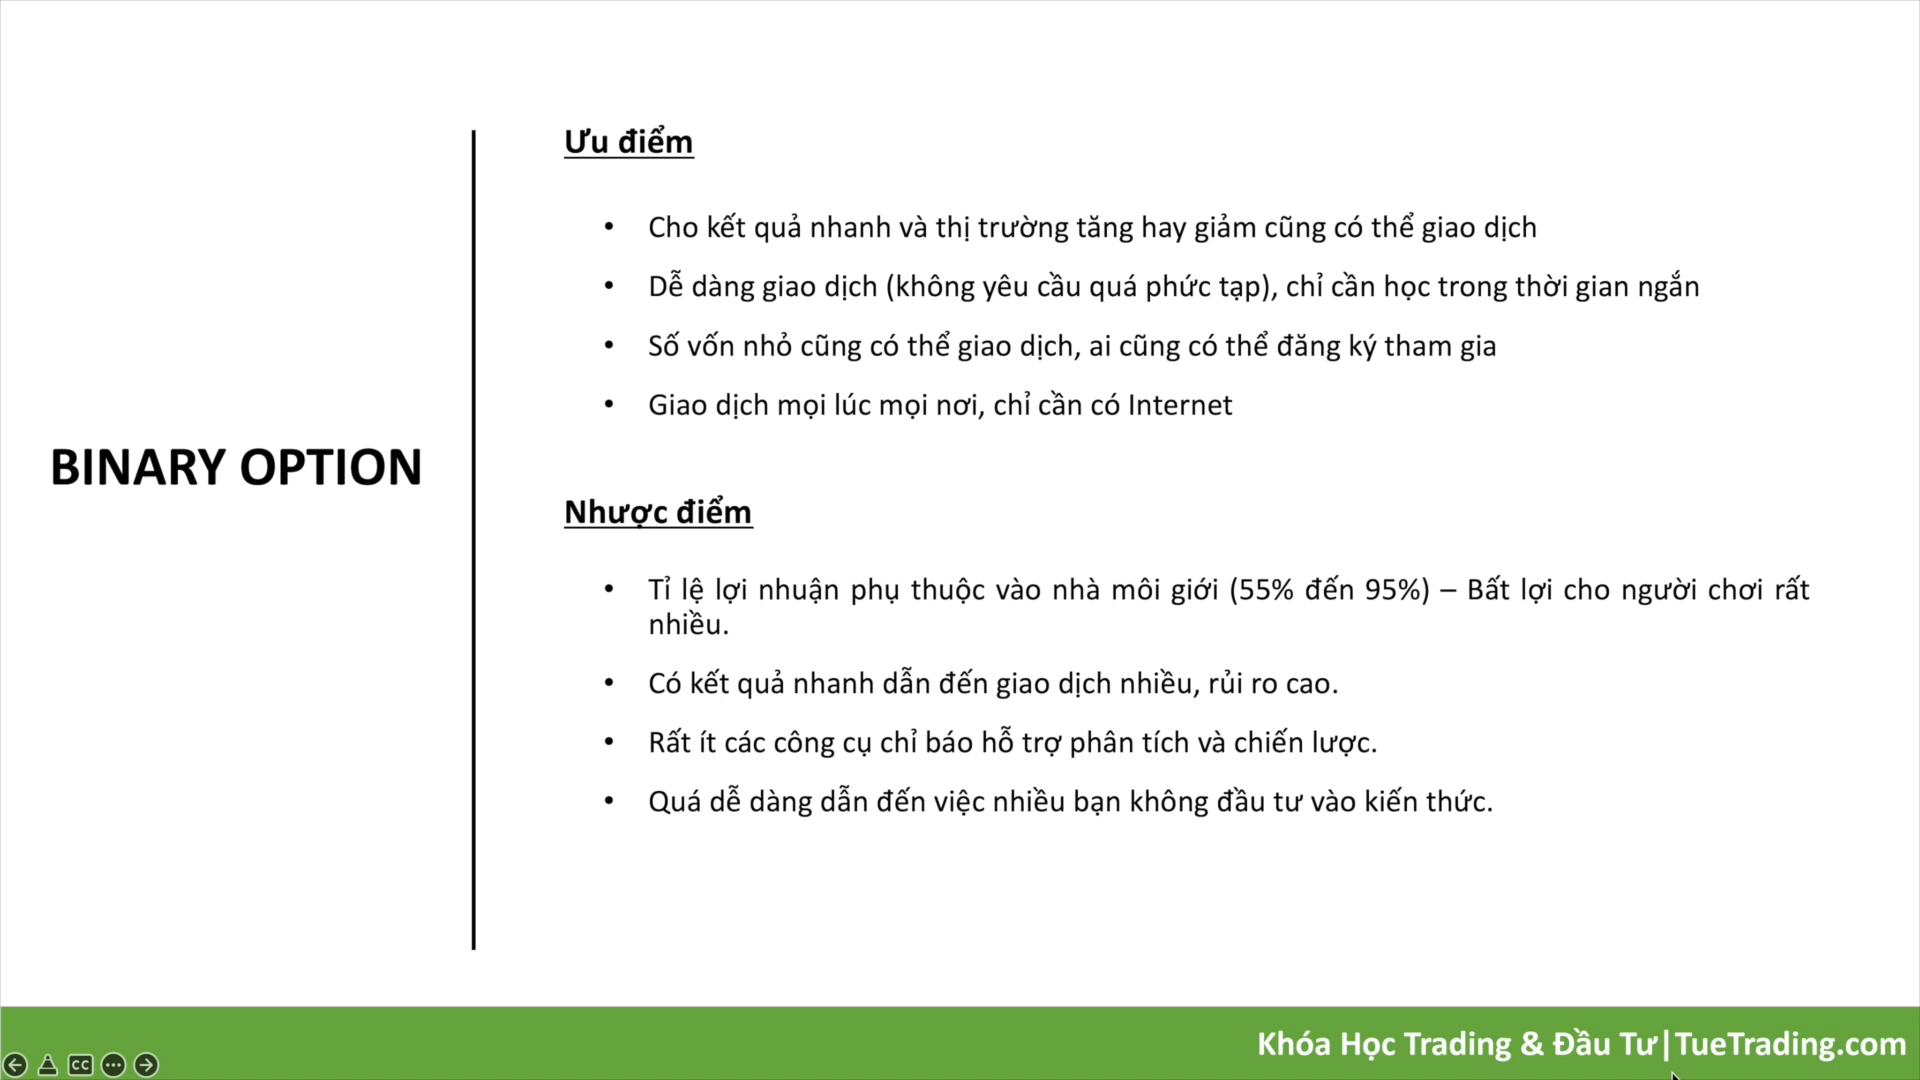 Ưu điểm
• Cho kết quả nhanh và thị trường tăng hay giảm cũng có thể giao dịch
• Dễ dàng giao dịch (không yêu cầu quá phức tạp), chỉ cần học trong thời gian ngắn
• Số vốn nhỏ cũng có thể giao dịch, ai cũng có thể đăng ký tham gia
• Giao dịch mọi lúc mọi nơi, chỉ cần có Internet
BINARY OPTION
Nhược điểm
• Tỉ lệ lợi nhuận phụ thuộc vào nhà môi giới (55% đến 95%) – Bất lợi cho người chơi rất
nhiều.
• Có kết quả nhanh dẫn đến giao dịch nhiều, rủi ro cao.
• Rất ít các công cụ chỉ báo hỗ trợ phân tích và chiến lược.
• Quá dễ dàng dẫn đến việc nhiều bạn không đầu tư vào kiến thức.
Khóa Học Trading & Đầu Tư|TueTrading.com
CC